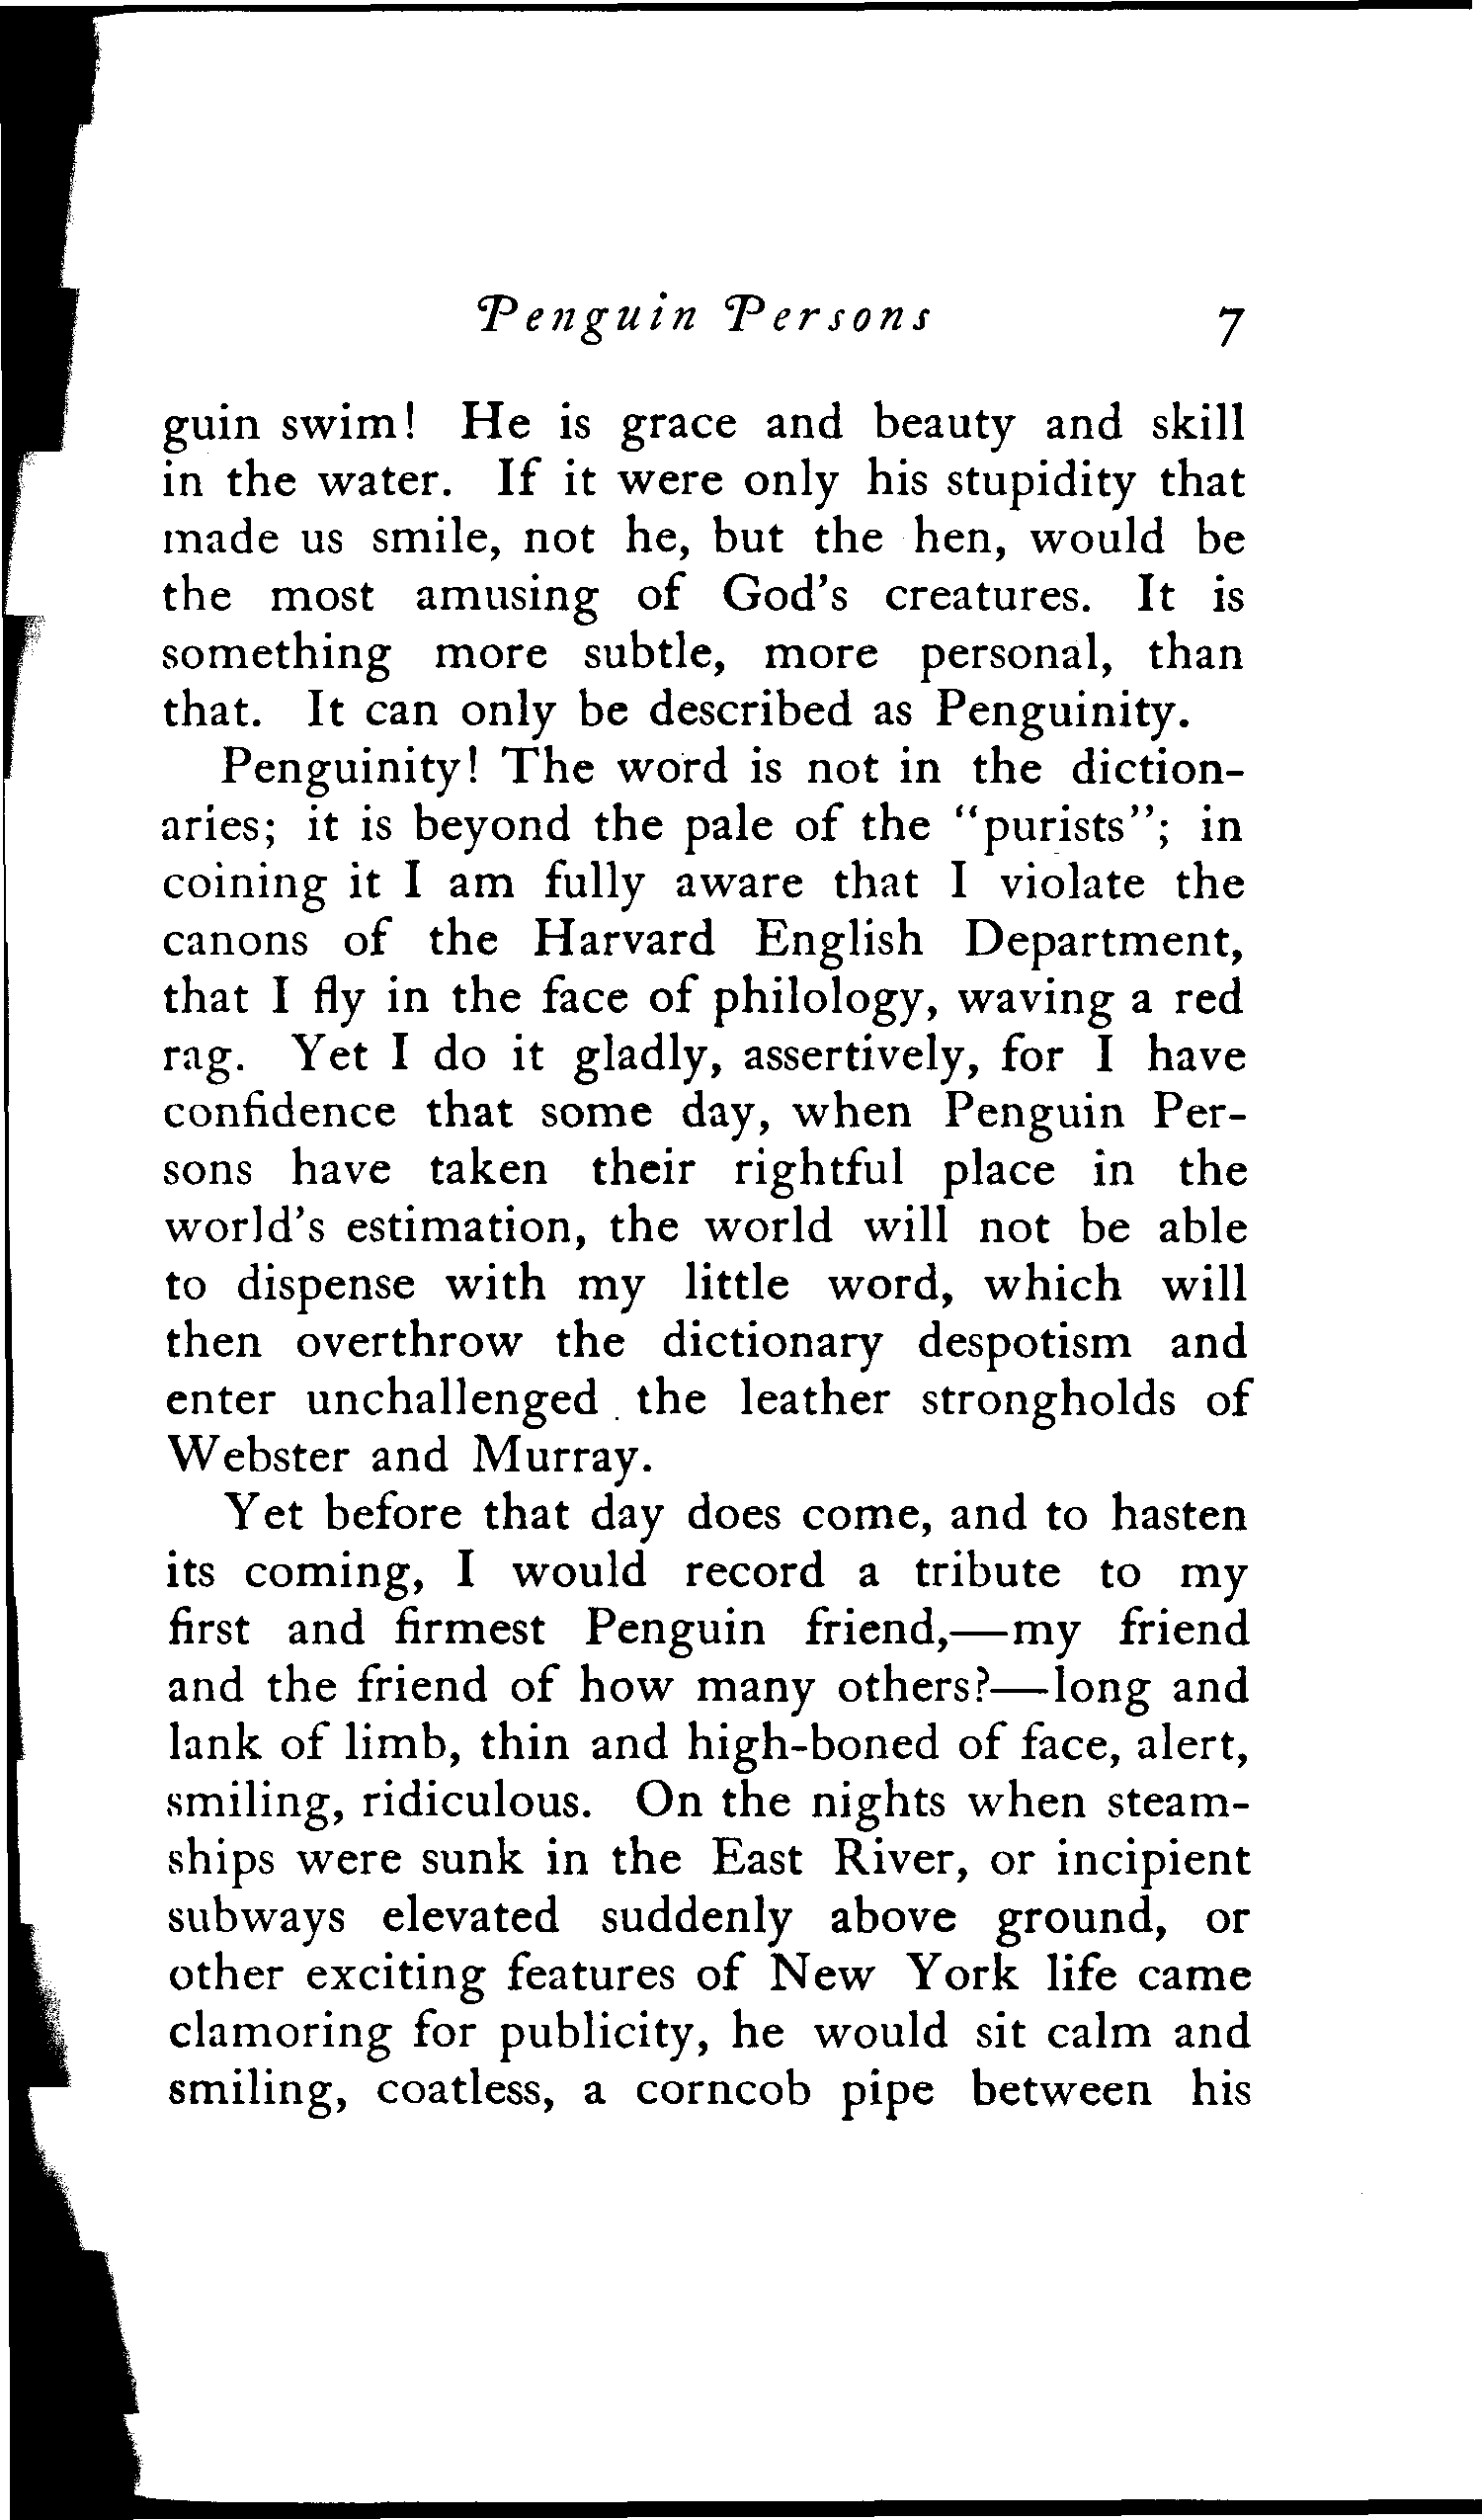 Penguin Persons 7
guin swim! He is grace and beauty and skill
in the water. If it were only his stupidity that
made us smile, not he, but the hen, would be
the most amusing of God's creatures. It is
something more subtle, more personal, than
that. It can only be described as Penguinity.
Penguinity! The word is not in the diction-
aries; it is beyond the pale of the "purists"; in
coining it I am fully aware that I violate the
canons of the Harvard English Department,
that I fly in the face of philology, waving a red
rag. Yet I do it gladly, assertively, for I have
confidence that some day, when Penguin Per-
sons have taken their rightful place in the
world's estimation, the world will not be able
to dispense with my little word, which will
then overthrow the dictionary despotism and
enter unchallenged the leather strongholds of
Webster and Murray.
Yet before that day does come, and to hasten
its coming, I would record a tribute to my
first and firmest Penguin friend,—my friend
and the friend of how many others?—long and
lank of limb, thin and high-boned of face, alert,
smiling, ridiculous. On the nights when steam-
ships were sunk in the East River, or incipient
subways elevated suddenly above ground, or
other exciting features of New York life came
clamoring for publicity, he would sit calm and
smiling, coatless, a corncob pipe between his